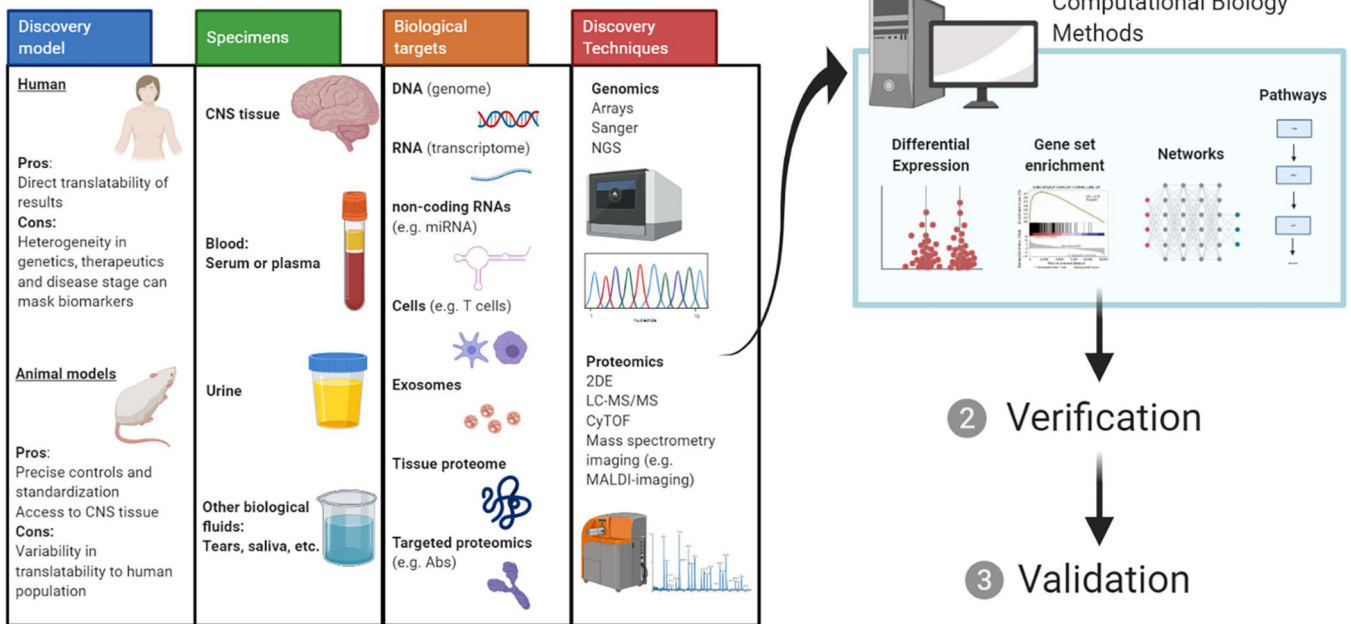 Discovery
model
Human
Pros:
Direct translatability of
results
Cons:
Heterogeneity in
genetics, therapeutics
and disease stage can
mask biomarkers
Animal models
Pros:
Precise controls and
standardization
Access to CNS tissue
Cons:
Variability in
translatability to human
population
Specimens
CNS tissue
Blood:
Serum or plasma
Urine
Other biological
fluids:
Tears, saliva, etc.
Biological
targets
DNA (genome)
RNA (transcriptome)
non-coding RNAs
(e.g. miRNA)
Cells (e.g. T cells)
Exosomes
Tissue proteome
Targeted proteomics
(e.g. Abs)
Discovery
Techniques
Genomics
Arrays
Sanger
NGS
1
Proteomics
2DE
LC-MS/MS
CyTOF
Mass spectrometry
imaging (e.g.
MALDI-imaging)
Computational Biology
Methods
Differential
Expression
Gene set
enrichment
Networks
Pathways
2 Verification
3 Validation